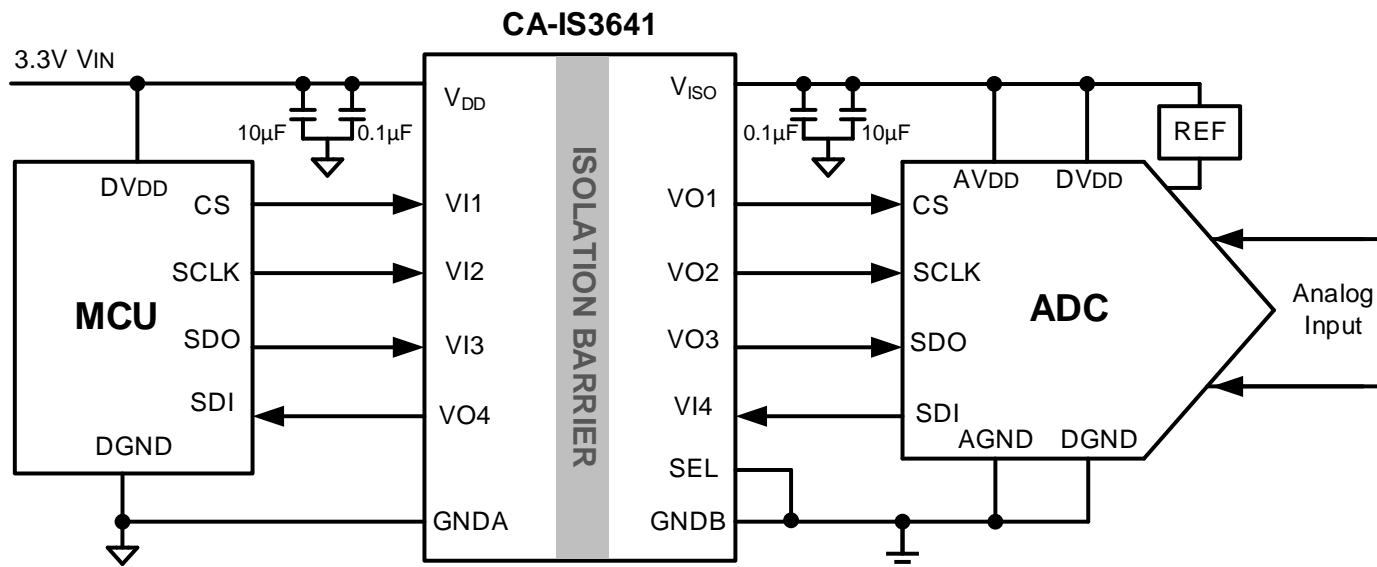 CA-IS3641
3.3V VIN
VDD
VISO
10µF
0.1µF
0.1µF
10µF
REF
DVDD
AVDD
DVDD
CS
VI1
VO1
CS
SCLK
VI2
VO2
SCLK
MCU
ISOLATION BARRIER
ADC
Analog
Input
SDO
VI3
VO3
SDO
SDI
VO4
VI4
SDI
DGND
AGND
DGND
SEL
GNDA
GNDB